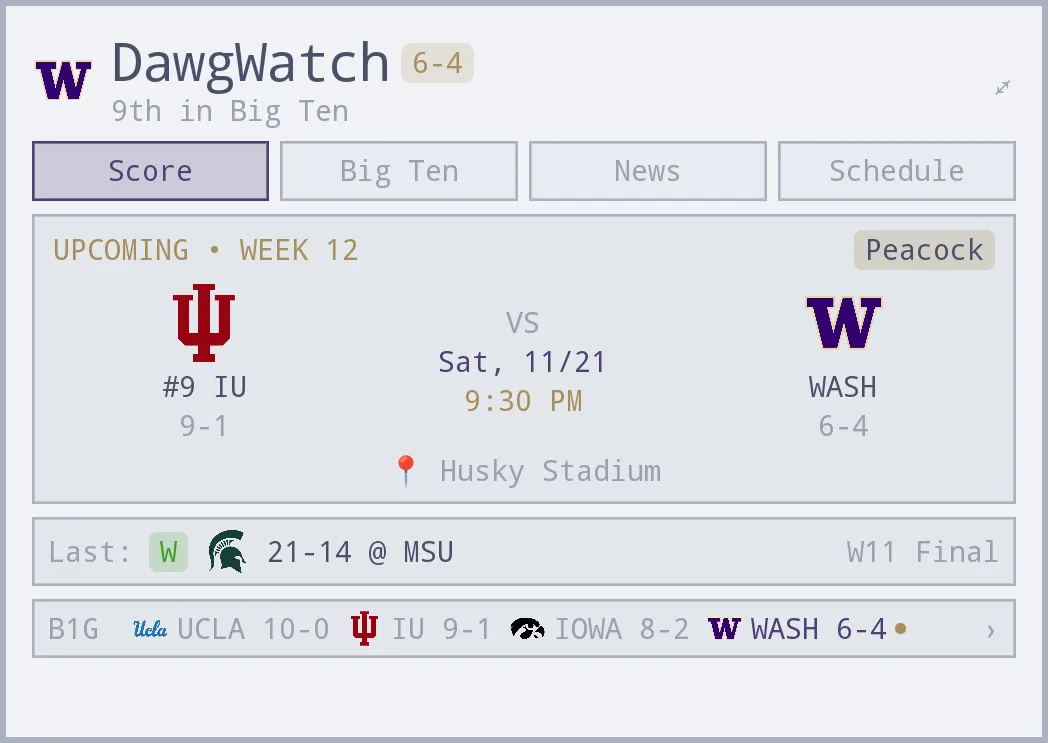 W DawgWatch 6-4
9th in Big Ten
Score Big Ten News Schedule
UPCOMING • WEEK 12 Peacock
VS
Sat, 11/21
#9 IU 9:30 PM WASH
9-1 6-4
Husky Stadium
Last: W 21-14 @ MSU W11 Final
B1G Ucla UCLA 10-0 IU 9-1 IOWA 8-2 W WASH 6-4 ›